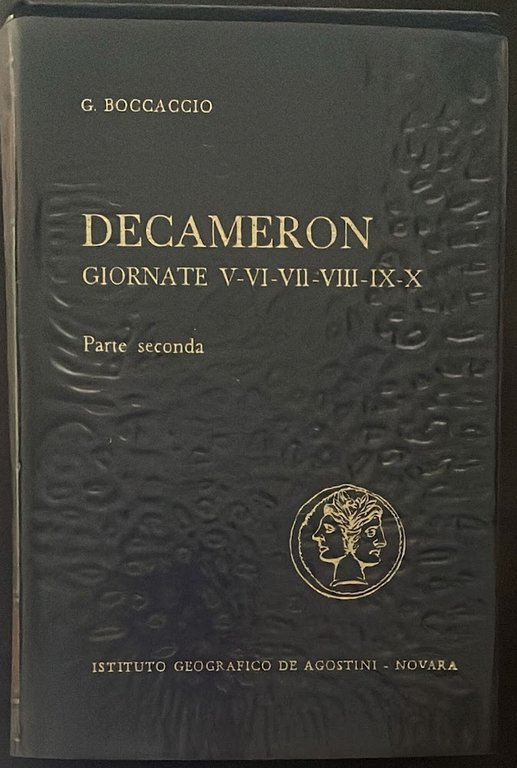 G. BOCCACCIO
DECAMERON
GIORNATE V-VI-VII-VIII-IX-X
Parte seconda
ISTITUTO GEOGRAFICO DE AGOSTINI - NOVARA